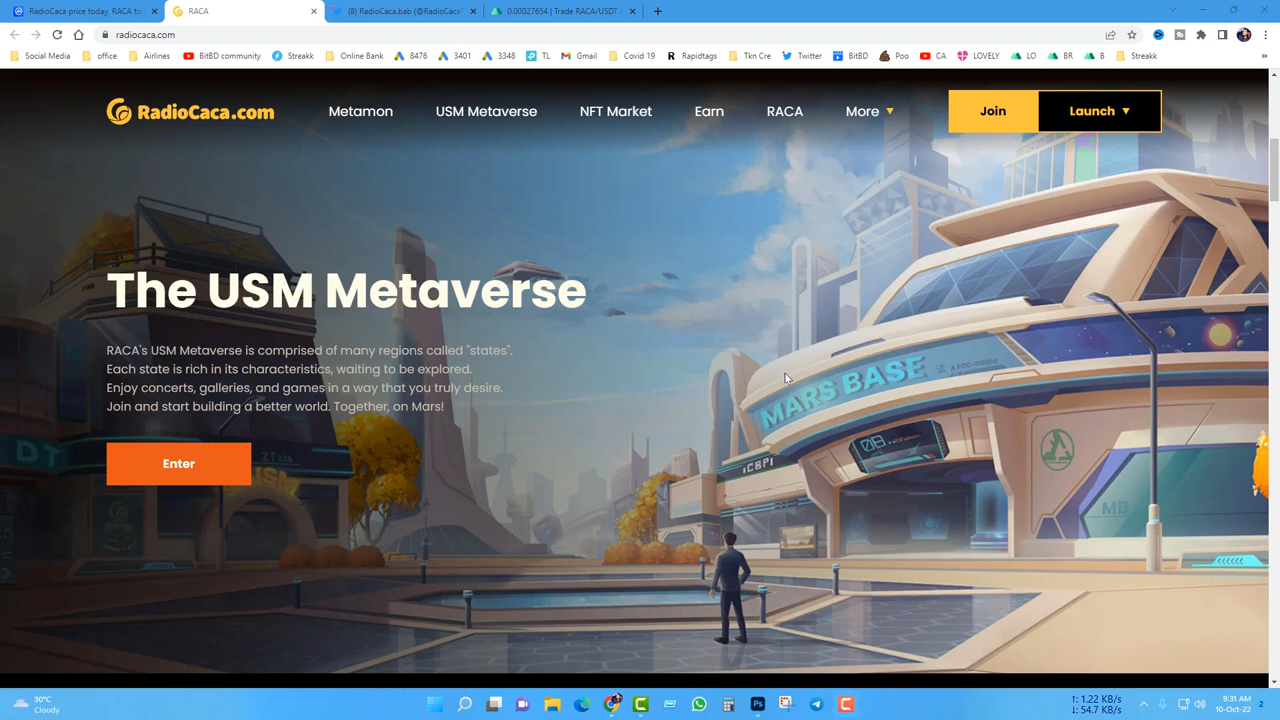 RadioCaca price today, RACA to
RACA
(8) RadioCaca.bab (@RadioCaca
0.00027654 | Trade RACA/USDT
radiocaca.com
Social Media
office
Airlines
BitBD community
Streakk
Online Bank
8476
3401
3348
TL
Gmail
Covid 19
Rapidtags
Tkn Cre
Twitter
BitBD
Poo
CA
LOVELY
LO
BR
B
Streakk
»
RadioCaca.com
Metamon
USM Metaverse
NFT Market
Earn
RACA
More
Join
Launch
The USM Metaverse
RACA's USM Metaverse is comprised of many regions called "states".
Each state is rich in its characteristics, waiting to be explored.
Enjoy concerts, galleries, and games in a way that you truly desire.
Join and start building a better world. Together, on Mars!
Enter
MARS BASE
ICBPI
DT
ZT336
USM
MB
30°C
Cloudy
↑: 1.22 KB/s
↓: 54.7 KB/s
9:31 AM
10-Oct-22
2